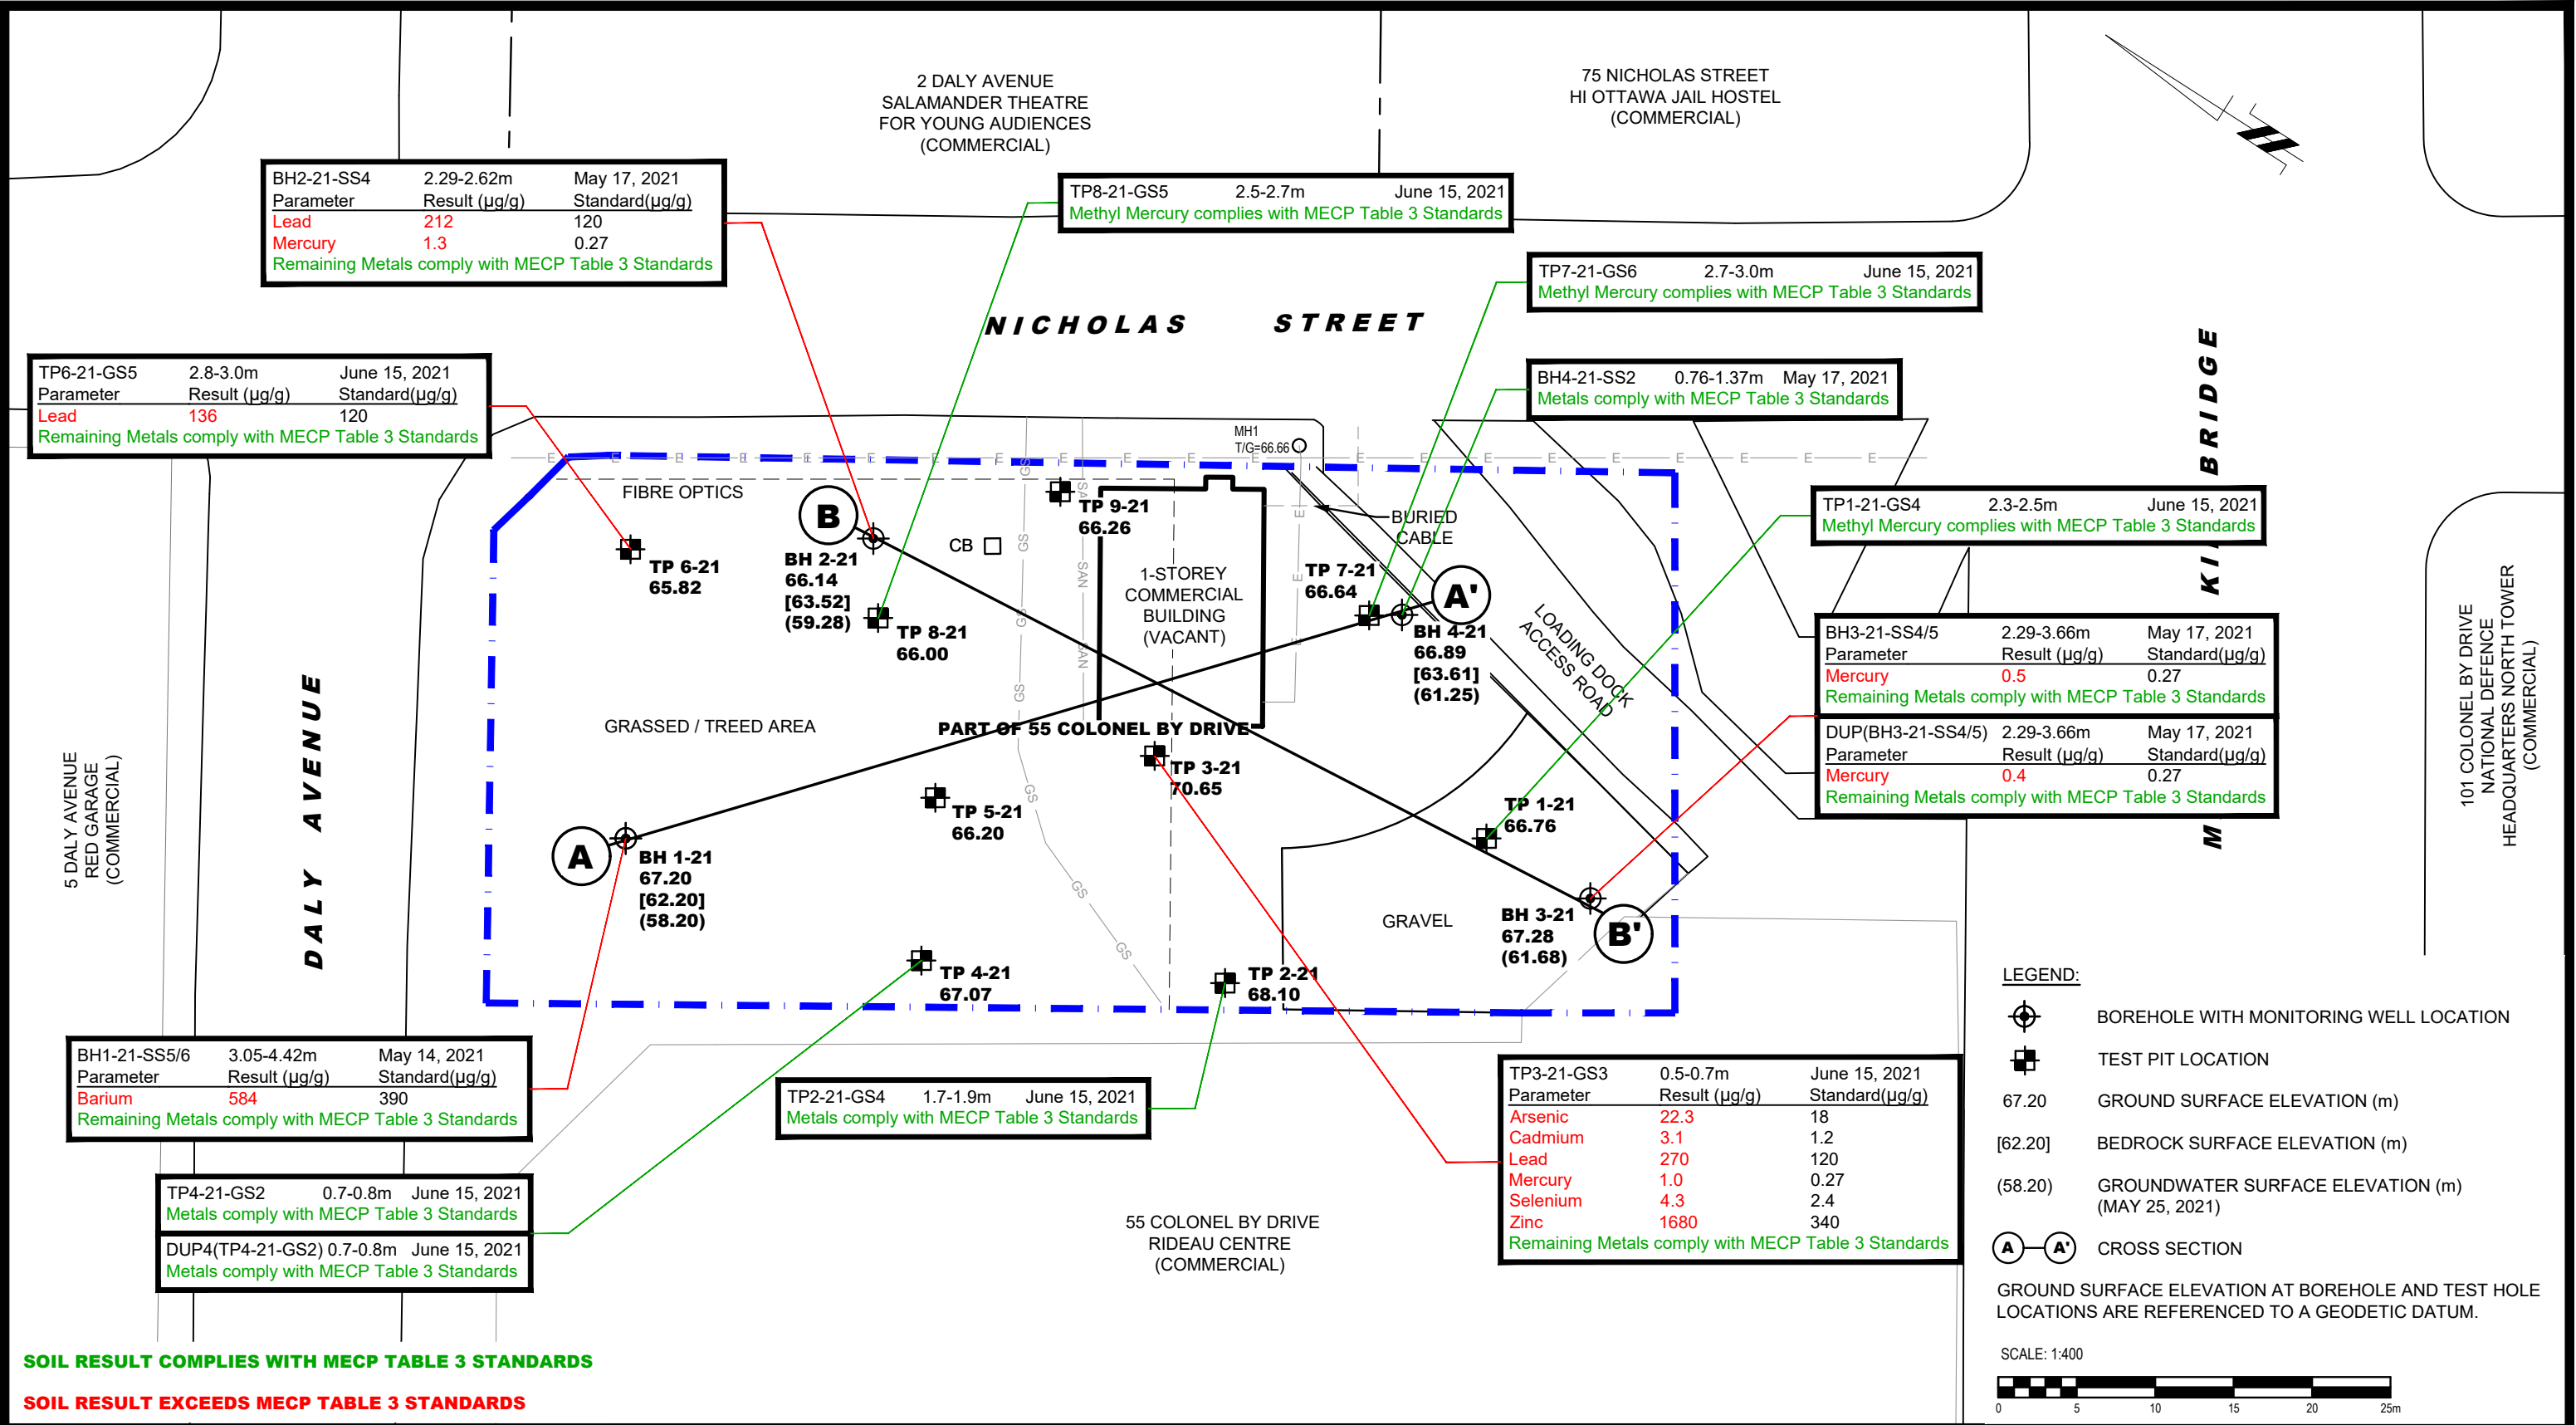 2 DALY AVENUE
SALAMANDER THEATRE
FOR YOUNG AUDIENCES
(COMMERCIAL)
75 NICHOLAS STREET
HI OTTAWA JAIL HOSTEL
(COMMERCIAL)
BH2-21-SS4 2.29-2.62m May 17, 2021
Parameter Result (µg/g) Standard(µg/g)
Lead 212 120
Mercury 1.3 0.27
Remaining Metals comply with MECP Table 3 Standards
TP8-21-GS5 2.5-2.7m June 15, 2021
Methyl Mercury complies with MECP Table 3 Standards
TP7-21-GS6 2.7-3.0m June 15, 2021
Methyl Mercury complies with MECP Table 3 Standards
NICHOLAS STREET
TP6-21-GS5 2.8-3.0m June 15, 2021
Parameter Result (µg/g) Standard(µg/g)
Lead 136 120
Remaining Metals comply with MECP Table 3 Standards
BH4-21-SS2 0.76-1.37m May 17, 2021
Metals comply with MECP Table 3 Standards
MH1
T/G=66.66
E E E E E E E E E E E E E E E E E E E E E
FIBRE OPTICS
B
TP 9-21
66.26
BURIED
CABLE
TP1-21-GS4 2.3-2.5m June 15, 2021
Methyl Mercury complies with MECP Table 3 Standards
CB
BH 2-21
66.14
[63.52]
(59.28)
TP 6-21
65.82
TP 8-21
66.00
1-STOREY
COMMERCIAL
BUILDING
(VACANT)
TP 7-21
66.64
A'
BH 4-21
66.89
[63.61]
(61.25)
LOADING DOCK
ACCESS ROAD
GS GS GS GS GS GS GS
SAN SAN
E E E
BRIDGE
BH3-21-SS4/5 2.29-3.66m May 17, 2021
Parameter Result (µg/g) Standard(µg/g)
Mercury 0.5 0.27
Remaining Metals comply with MECP Table 3 Standards
DUP(BH3-21-SS4/5) 2.29-3.66m May 17, 2021
Parameter Result (µg/g) Standard(µg/g)
Mercury 0.4 0.27
Remaining Metals comply with MECP Table 3 Standards
101 COLONEL BY DRIVE
NATIONAL DEFENCE
HEADQUARTERS NORTH TOWER
(COMMERCIAL)
5 DALY AVENUE
RED GARAGE
(COMMERCIAL)
DALY AVENUE
GRASSED / TREED AREA
PART OF 55 COLONEL BY DRIVE
TP 3-21
70.65
TP 5-21
66.20
TP 1-21
66.76
A
BH 1-21
67.20
[62.20]
(58.20)
GRAVEL
BH 3-21
67.28
(61.68)
B'
TP 4-21
67.07
TP 2-21
68.10
BH1-21-SS5/6 3.05-4.42m May 14, 2021
Parameter Result (µg/g) Standard(µg/g)
Barium 584 390
Remaining Metals comply with MECP Table 3 Standards
TP2-21-GS4 1.7-1.9m June 15, 2021
Metals comply with MECP Table 3 Standards
TP3-21-GS3 0.5-0.7m June 15, 2021
Parameter Result (µg/g) Standard(µg/g)
Arsenic 22.3 18
Cadmium 3.1 1.2
Lead 270 120
Mercury 1.0 0.27
Selenium 4.3 2.4
Zinc 1680 340
Remaining Metals comply with MECP Table 3 Standards
TP4-21-GS2 0.7-0.8m June 15, 2021
Metals comply with MECP Table 3 Standards
DUP4(TP4-21-GS2) 0.7-0.8m June 15, 2021
Metals comply with MECP Table 3 Standards
55 COLONEL BY DRIVE
RIDEAU CENTRE
(COMMERCIAL)
LEGEND:
BOREHOLE WITH MONITORING WELL LOCATION
TEST PIT LOCATION
67.20 GROUND SURFACE ELEVATION (m)
[62.20] BEDROCK SURFACE ELEVATION (m)
(58.20) GROUNDWATER SURFACE ELEVATION (m)
(MAY 25, 2021)
A A' CROSS SECTION
GROUND SURFACE ELEVATION AT BOREHOLE AND TEST HOLE
LOCATIONS ARE REFERENCED TO A GEODETIC DATUM.
SCALE: 1:400
0 5 10 15 20 25m
SOIL RESULT COMPLIES WITH MECP TABLE 3 STANDARDS
SOIL RESULT EXCEEDS MECP TABLE 3 STANDARDS